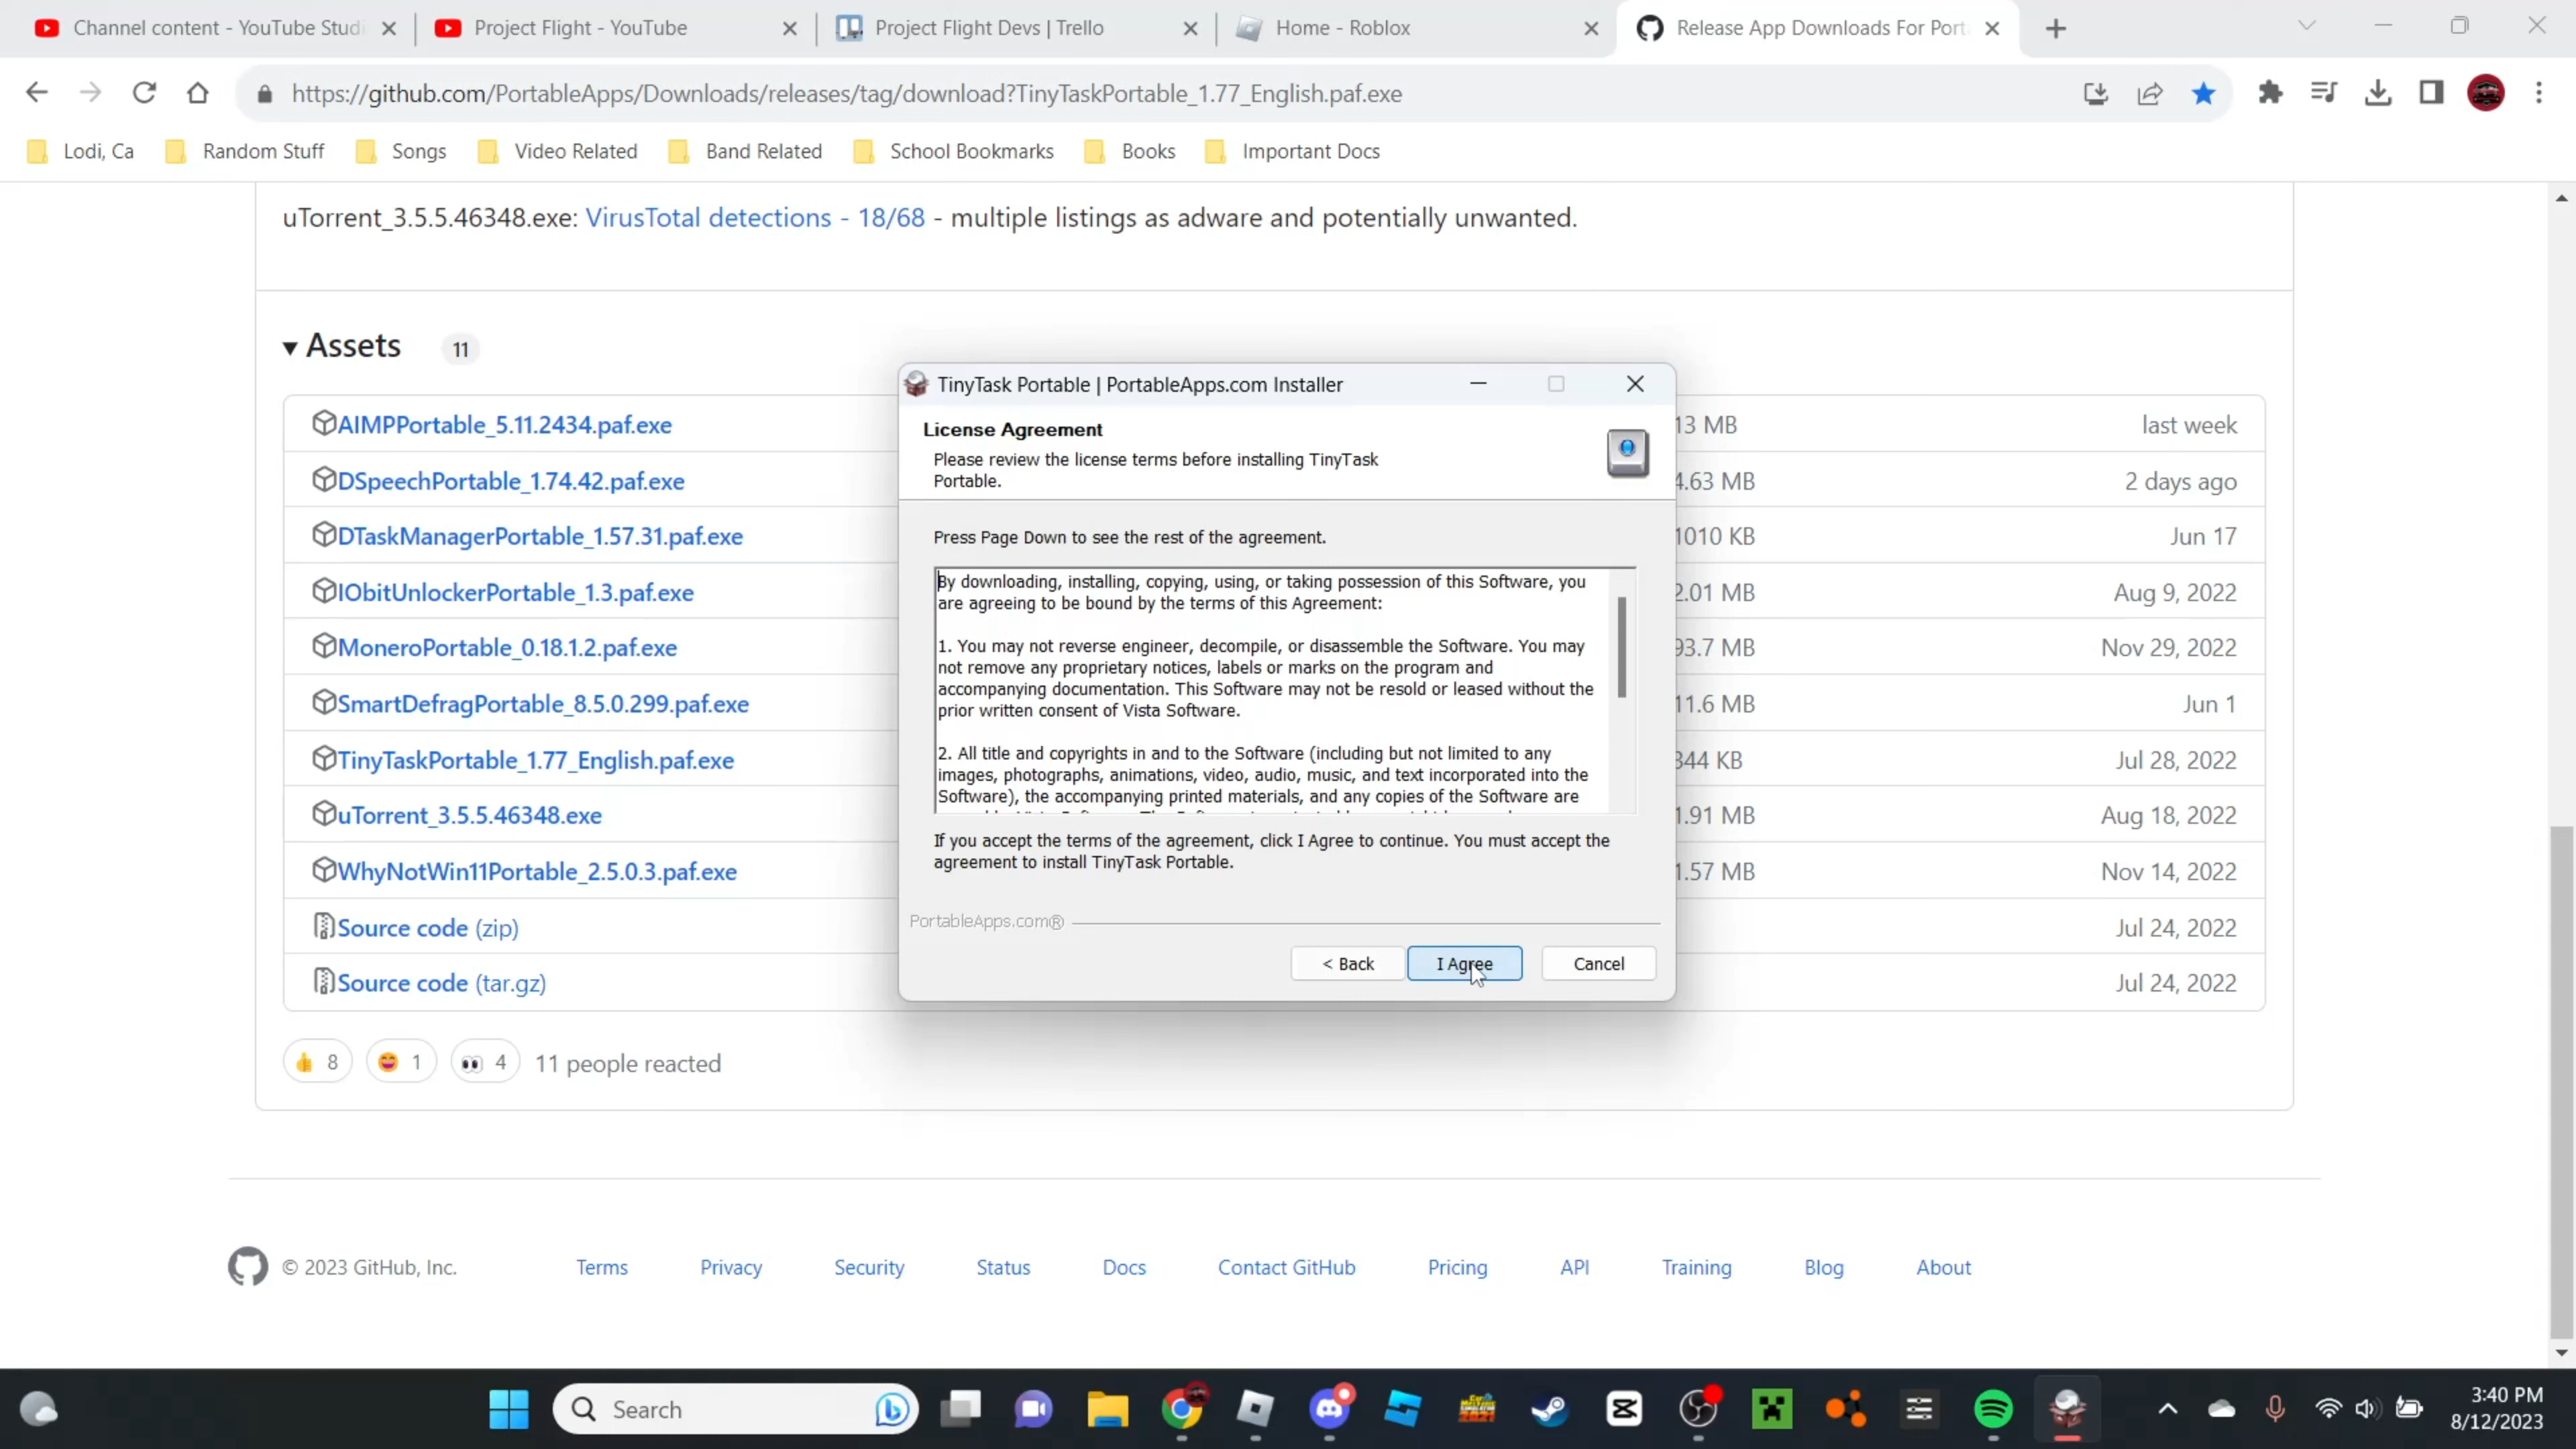 Channel content - YouTube Studi
Project Flight - YouTube
Project Flight Devs | Trello
Home - Roblox
Release App Downloads For Port
https://github.com/PortableApps/Downloads/releases/tag/download?TinyTaskPortable_1.77_English.paf.exe
Lodi, Ca
Random Stuff
Songs
Video Related
Band Related
School Bookmarks
Books
Important Docs
uTorrent_3.5.5.46348.exe: VirusTotal detections - 18/68 - multiple listings as adware and potentially unwanted.
Assets 11
AIMPPortable_5.11.2434.paf.exe
13 MB
last week
DSpeechPortable_1.74.42.paf.exe
4.63 MB
2 days ago
DTaskManagerPortable_1.57.31.paf.exe
1010 KB
Jun 17
IObitUnlockerPortable_1.3.paf.exe
2.01 MB
Aug 9, 2022
MoneroPortable_0.18.1.2.paf.exe
93.7 MB
Nov 29, 2022
SmartDefragPortable_8.5.0.299.paf.exe
11.6 MB
Jun 1
TinyTaskPortable_1.77_English.paf.exe
344 KB
Jul 28, 2022
uTorrent_3.5.5.46348.exe
1.91 MB
Aug 18, 2022
WhyNotWin11Portable_2.5.0.3.paf.exe
1.57 MB
Nov 14, 2022
Source code (zip)
Jul 24, 2022
Source code (tar.gz)
Jul 24, 2022
TinyTask Portable | PortableApps.com Installer
License Agreement
Please review the license terms before installing TinyTask
Portable.
Press Page Down to see the rest of the agreement.
By downloading, installing, copying, using, or taking possession of this Software, you
are agreeing to be bound by the terms of this Agreement:
1. You may not reverse engineer, decompile, or disassemble the Software. You may
not remove any proprietary notices, labels or marks on the program and
accompanying documentation. This Software may not be resold or leased without the
prior written consent of Vista Software.
2. All title and copyrights in and to the Software (including but not limited to any
images, photographs, animations, video, audio, music, and text incorporated into the
Software), the accompanying printed materials, and any copies of the Software are
If you accept the terms of the agreement, click I Agree to continue. You must accept the
agreement to install TinyTask Portable.
PortableApps.com®
< Back
I Agree
Cancel
8
1
4
11 people reacted
© 2023 GitHub, Inc.
Terms
Privacy
Security
Status
Docs
Contact GitHub
Pricing
API
Training
Blog
About
Search
3:40 PM
8/12/2023